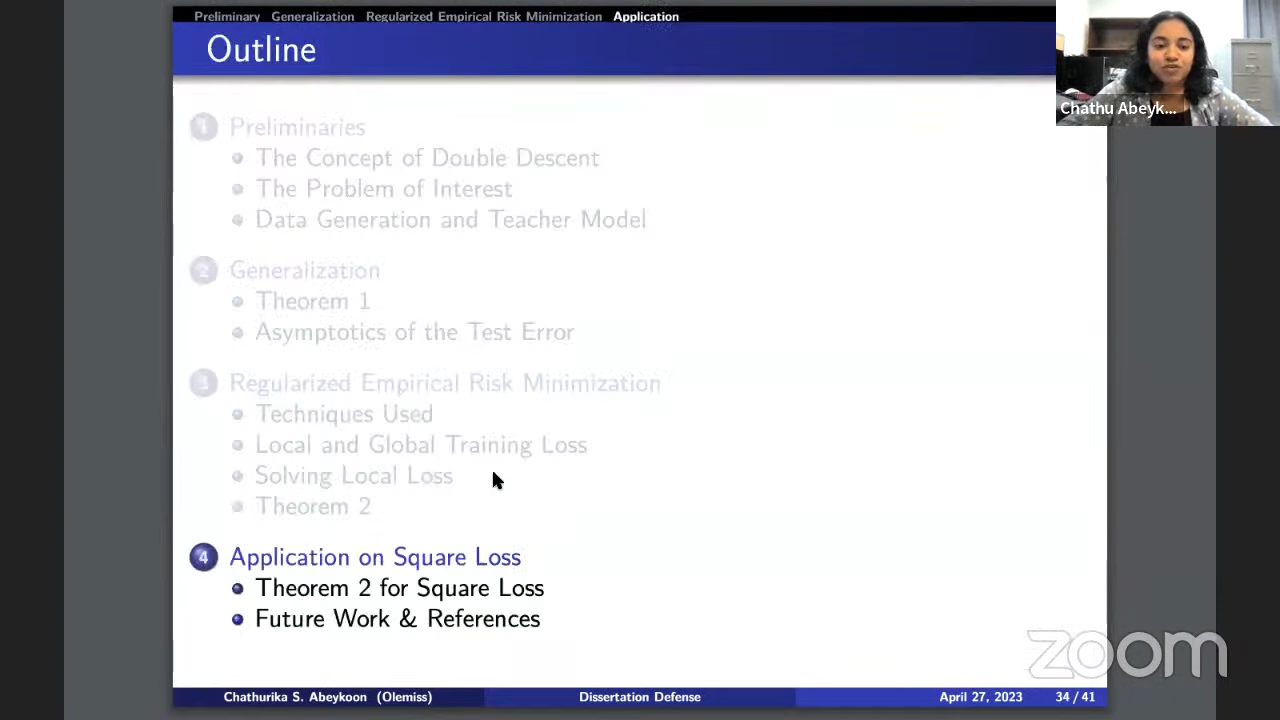 Preliminary Generalization Regularized Empirical Risk Minimization Application
Outline
Chathu Abeyk...
1 Preliminaries
The Concept of Double Descent
The Problem of Interest
Data Generation and Teacher Model
2 Generalization
Theorem 1
Asymptotics of the Test Error
3 Regularized Empirical Risk Minimization
Techniques Used
Local and Global Training Loss
Solving Local Loss
Theorem 2
4 Application on Square Loss
Theorem 2 for Square Loss
Future Work & References
zoom
Chathurika S. Abeykoon (Olemiss) Dissertation Defense April 27, 2023 34 / 41